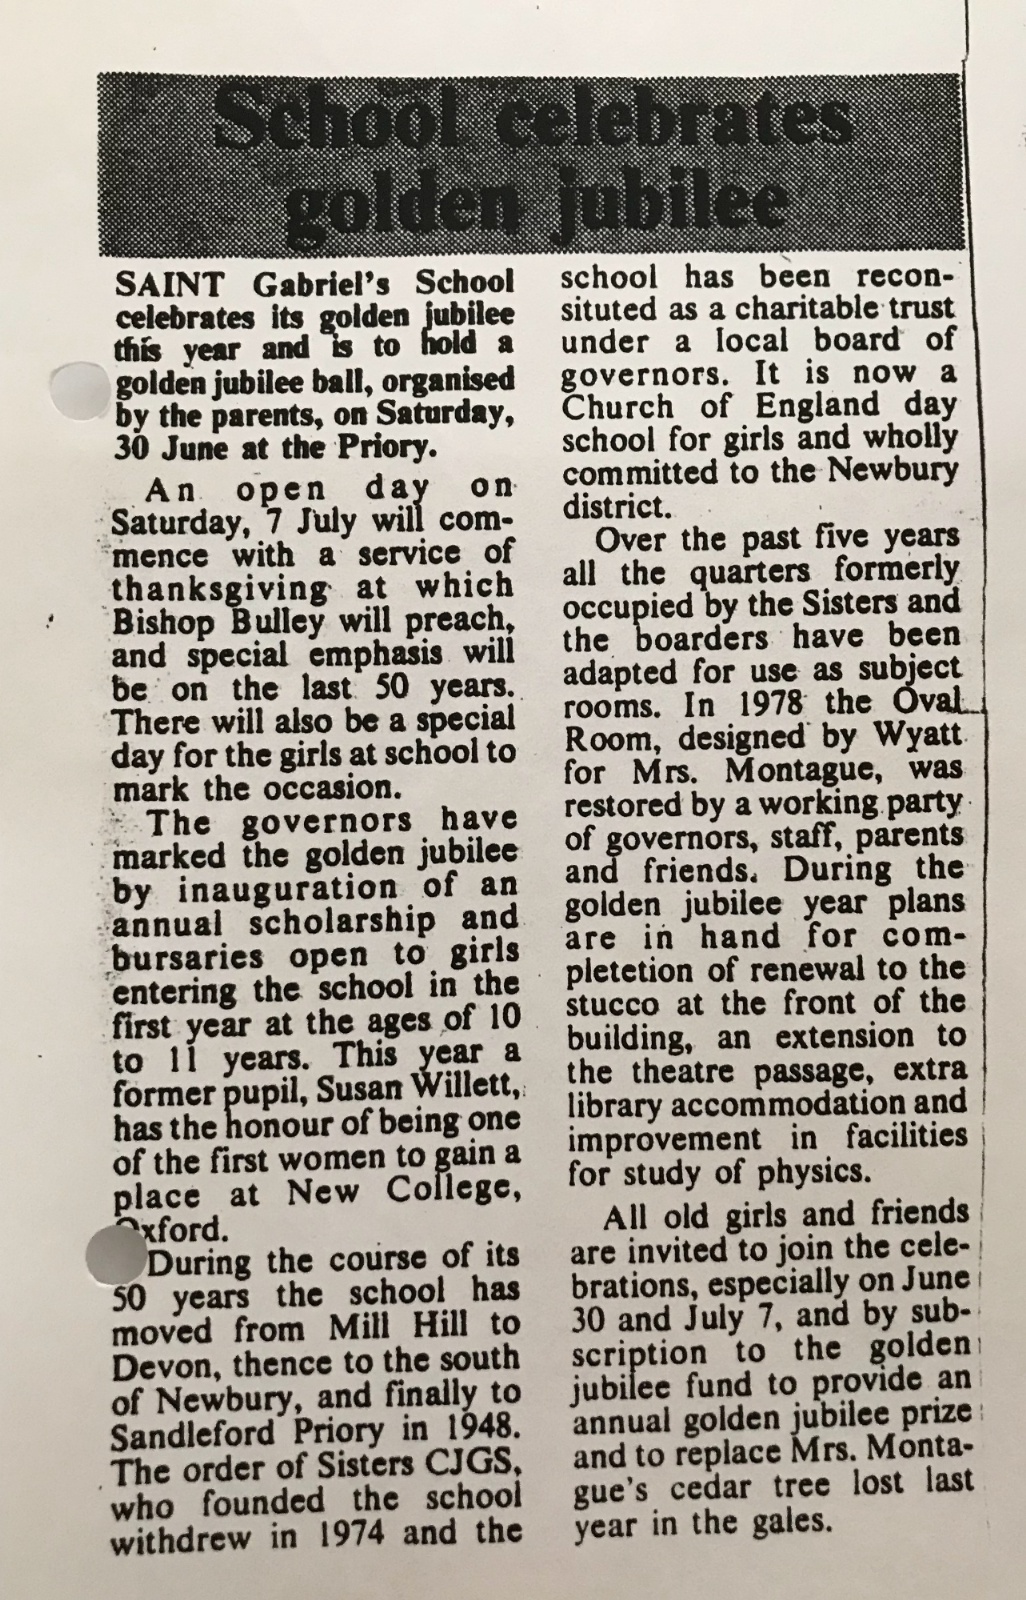 School celebrates
golden jubilee
SAINT Gabriel's School
celebrates its golden jubilee
this year and is to hold a
golden jubilee ball, organised
by the parents, on Saturday,
30 June at the Priory.
An open day on
Saturday, 7 July will com-
mence with a service of
thanksgiving at which
Bishop Bulley will preach,
and special emphasis will
be on the last 50 years.
There will also be a special
day for the girls at school to
mark the occasion.
The governors have
marked the golden jubilee
by inauguration of an
annual scholarship and
bursaries open to girls
entering the school in the
first year at the ages of 10
to 11 years. This year a
former pupil, Susan Willett,
has the honour of being one
of the first women to gain a
place at New College,
Oxford.
During the course of its
50 years the school has
moved from Mill Hill to
Devon, thence to the south
of Newbury, and finally to
Sandleford Priory in 1948.
The order of Sisters CJGS,
who founded the school
withdrew in 1974 and the
school has been recon-
situted as a charitable trust
under a local board of
governors. It is now a
Church of England day
school for girls and wholly
committed to the Newbury
district.
Over the past five years
all the quarters formerly
occupied by the Sisters and
the boarders have been
adapted for use as subject
rooms. In 1978 the Oval
Room, designed by Wyatt
for Mrs. Montague, was
restored by a working party
of governors, staff, parents
and friends. During the
golden jubilee year plans
are in hand for com-
pletetion of renewal to the
stucco at the front of the
building, an extension to
the theatre passage, extra
library accommodation and
improvement in facilities
for study of physics.
All old girls and friends
are invited to join the cele-
brations, especially on June
30 and July 7, and by sub-
scription to the golden
jubilee fund to provide an
annual golden jubilee prize
and to replace Mrs. Monta-
gue's cedar tree lost last
year in the gales.